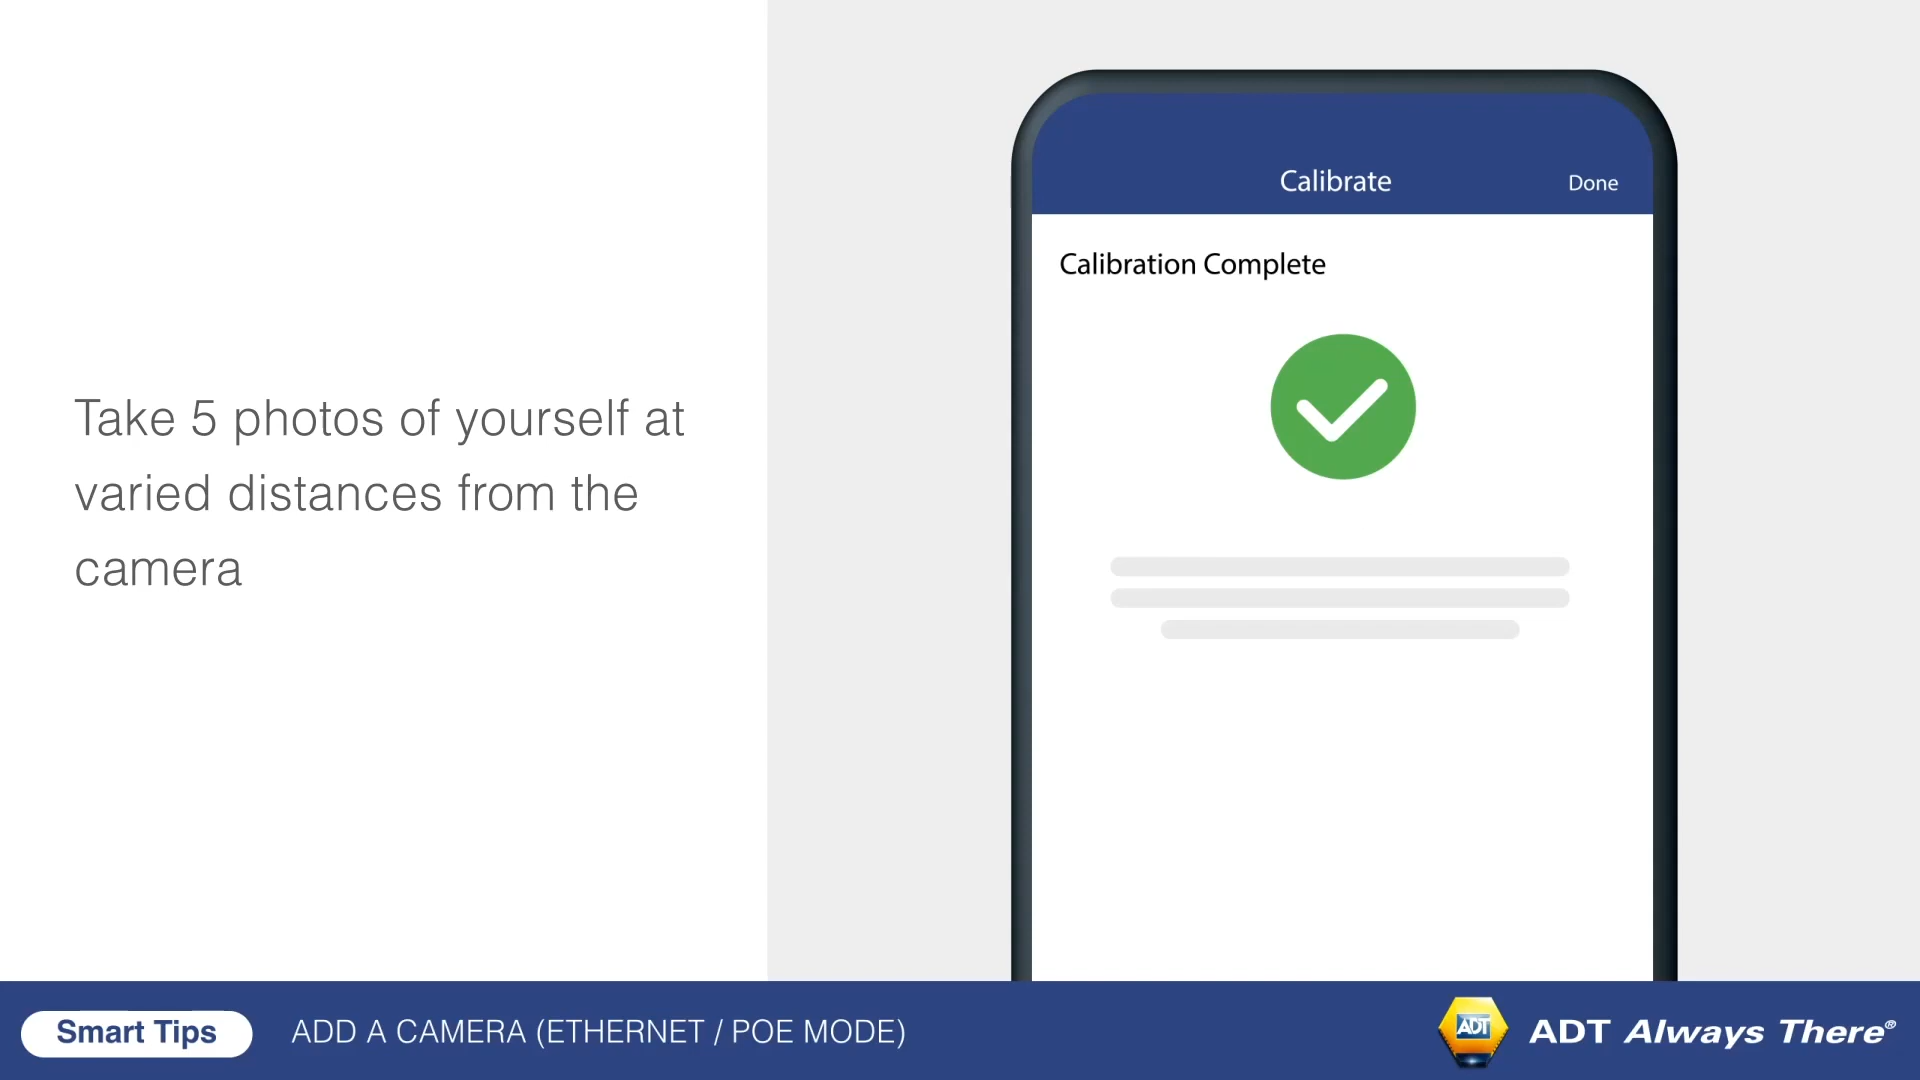 Take 5 photos of yourself at
varied distances from the
camera
Calibrate
Done
Calibration Complete
Smart Tips
ADD A CAMERA (ETHERNET / POE MODE)
ADT
ADT Always There®